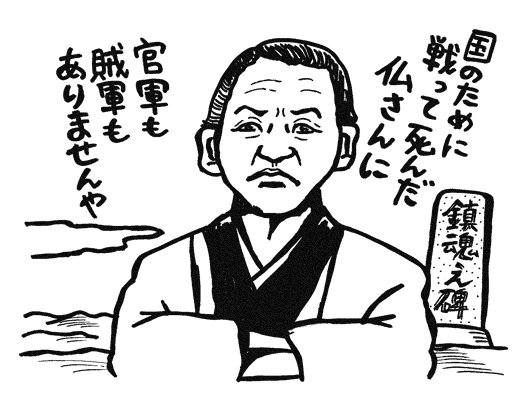 国のために
戦って死んだ
仏さんに
官軍も
賊軍も
ありませんや
鎮魂之碑